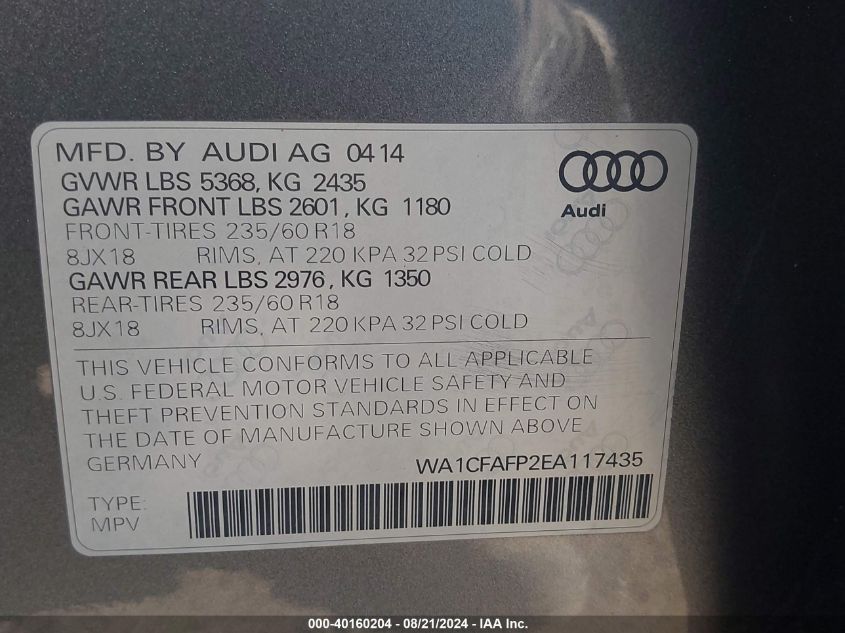 MFD. BY AUDI AG 04 14
GVWR LBS 5368, KG 2435
GAWR FRONT LBS 2601, KG 1180
FRONT-TIRES 235/60 R18
8JX18 RIMS, AT 220 KPA 32 PSI COLD
GAWR REAR LBS 2976, KG 1350
REAR-TIRES 235/60 R18
8JX18 RIMS, AT 220 KPA 32 PSI COLD
Audi
THIS VEHICLE CONFORMS TO ALL APPLICABLE
U.S. FEDERAL MOTOR VEHICLE SAFETY AND
THEFT PREVENTION STANDARDS IN EFFECT ON
THE DATE OF MANUFACTURE SHOWN ABOVE
GERMANY WA1CFAFP2EA117435
TYPE:
MPV
000-40160204 - 08/21/2024 - IAA Inc.